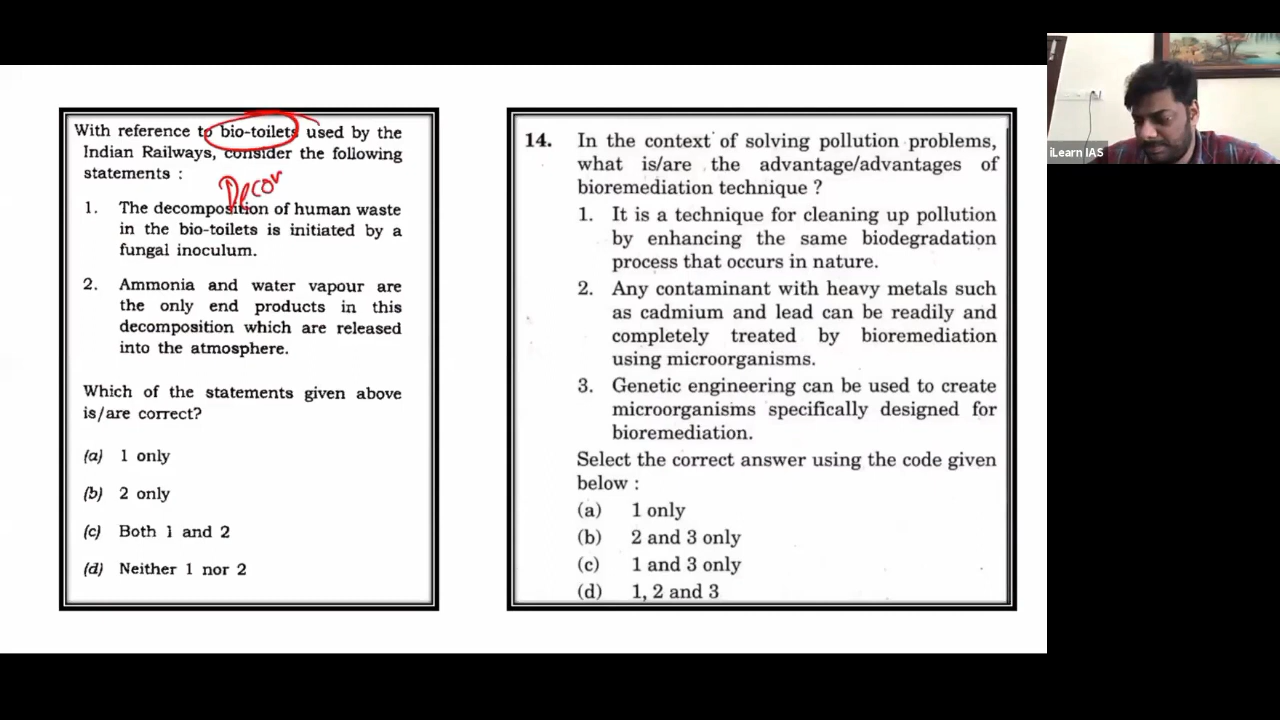 With reference to bio-toilets used by the
Indian Railways, consider the following
statements :
Decor
1. The decomposition of human waste
in the bio-toilets is initiated by a
fungal inoculum.
2. Ammonia and water vapour are
the only end products in this
decomposition which are released
into the atmosphere.
Which of the statements given above
is/are correct?
(a) 1 only
(b) 2 only
(c) Both 1 and 2
(d) Neither 1 nor 2
14. In the context of solving pollution problems,
what is/are the advantage/advantages of
bioremediation technique ?
1. It is a technique for cleaning up pollution
by enhancing the same biodegradation
process that occurs in nature.
2. Any contaminant with heavy metals such
as cadmium and lead can be readily and
completely treated by bioremediation
using microorganisms.
3. Genetic engineering can be used to create
microorganisms specifically designed for
bioremediation.
Select the correct answer using the code given
below :
(a) 1 only
(b) 2 and 3 only
(c) 1 and 3 only
(d) 1, 2 and 3
iLearn IAS